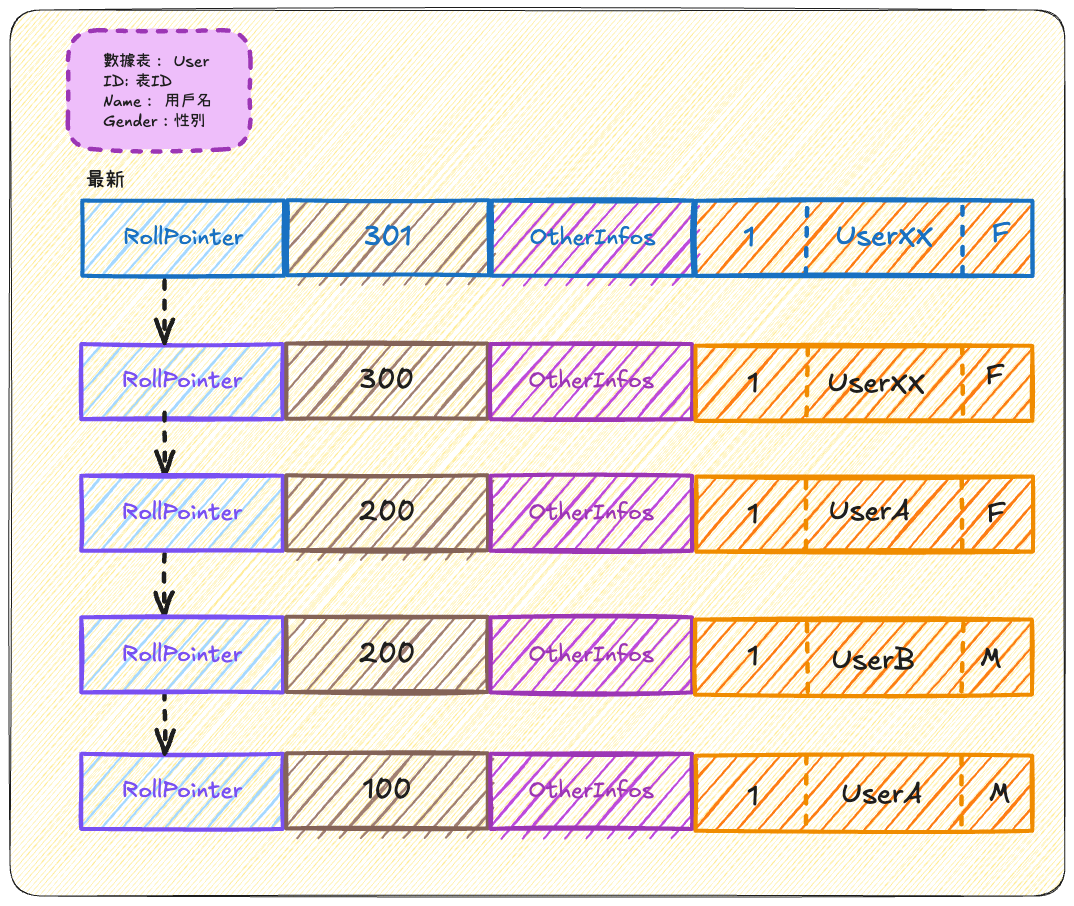 數據表： User
ID: 表ID
Name： 用戶名
Gender：性別
最新
RollPointer 301 OtherInfos 1 Userxx F
RollPointer 300 OtherInfos 1 Userxx F
RollPointer 200 OtherInfos 1 UserA F
RollPointer 200 OtherInfos 1 UserB M
RollPointer 100 OtherInfos 1 UserA M